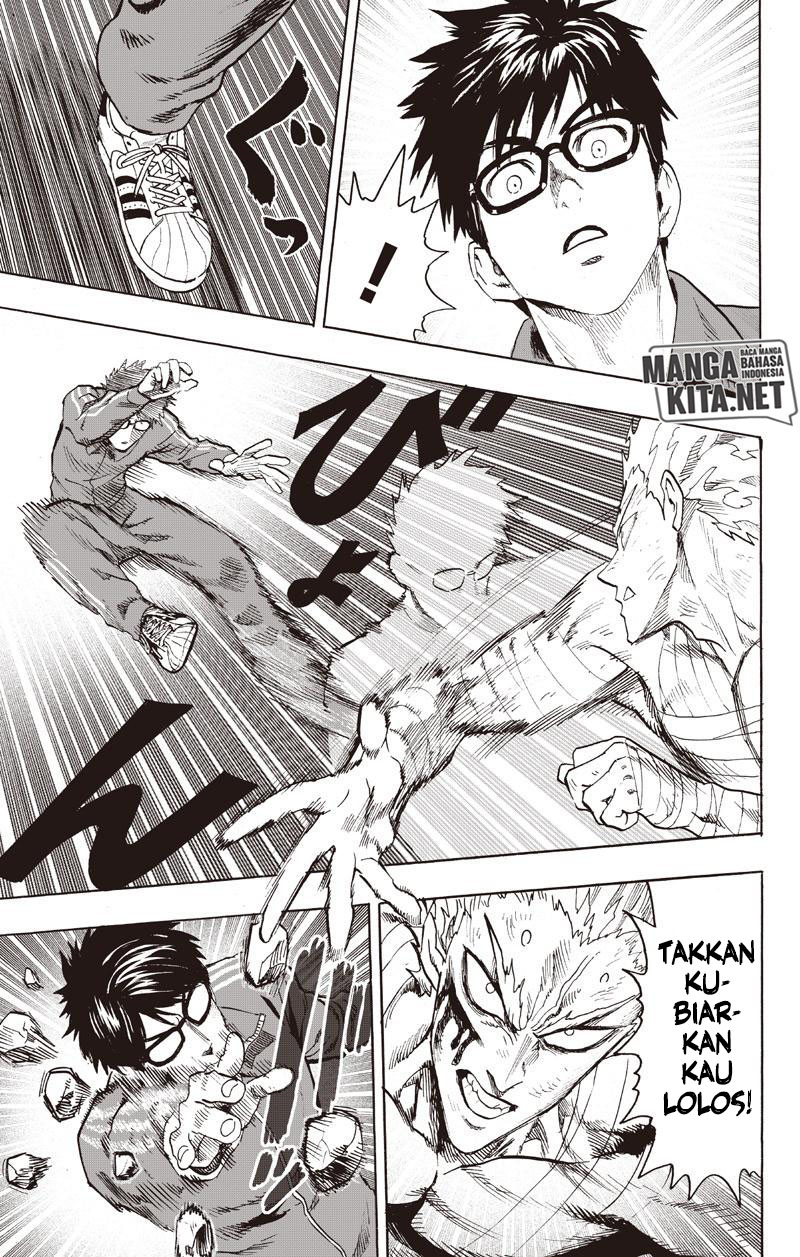 !
ぐっ
MANGA
KITA.NET
BACA MANGA
BAHASA
INDONESIA
びょん
TAKKAN
KU-
BIAR-
KAN
KAU
LOLOS!